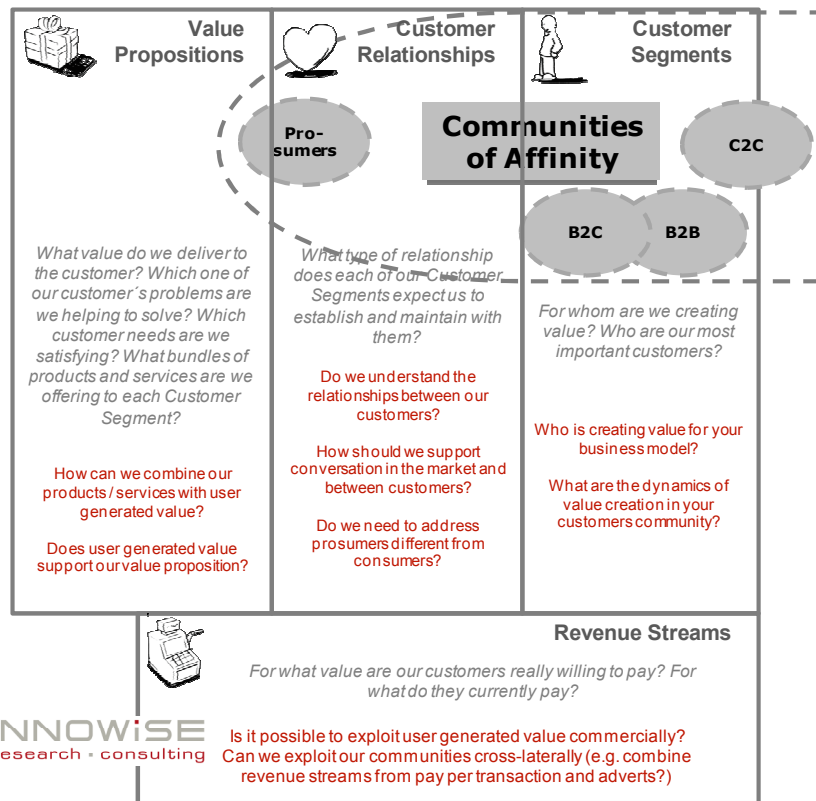 Value
Propositions
What value do we deliver to
the customer? Which one of
our customer´s problems are
we helping to solve? Which
customer needs are we
satisfying? What bundles of
products and services are we
offering to each Customer
Segment?
How can we combine our
products / services with user
generated value?
Does user generated value
support our value proposition?
Customer
Relationships
Pro-
sumers
Communities
of Affinity
What type of relationship
does each of our Customer
Segments expect us to
establish and maintain with
them?
Do we understand the
relationships between our
customers?
How should we support
conversation in the market and
between customers?
Do we need to address
prosumers different from
consumers?
Customer
Segments
C2C
B2C
B2B
For whom are we creating
value? Who are our most
important customers?
Who is creating value for your
business model?
What are the dynamics of
value creation in your
customers community?
Revenue Streams
For what value are our customers really willing to pay? For
what do they currently pay?
Is it possible to exploit user generated value commercially?
Can we exploit our communities cross-laterally (e.g. combine
revenue streams from pay per transaction and adverts?)
NNOWiSE
esearch - consulting